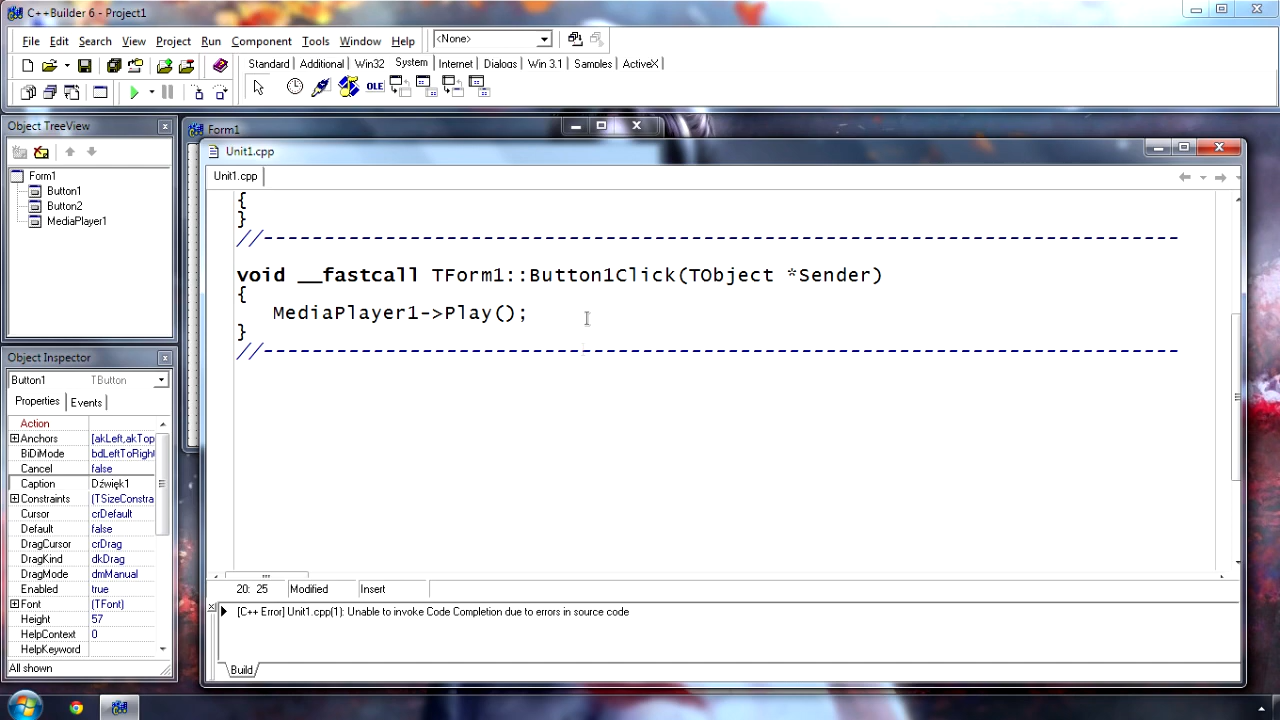 C++Builder 6 - Project1
File Edit Search View Project Run Component Tools Window Help
<None>
Standard Additional Win32 System Internet Dialogs Win 3.1 Samples ActiveX
OLE
Object TreeView
Form1
Button1
Button2
MediaPlayer1
Form1
Unit1.cpp
Unit1.cpp
{
}
//---------------------------------------------------------------------------
void __fastcall TForm1::Button1Click(TObject *Sender)
{
MediaPlayer1->Play();
}
//---------------------------------------------------------------------------
20: 25 Modified Insert
[C++ Error] Unit1.cpp(1): Unable to invoke Code Completion due to errors in source code
Build
Object Inspector
Button1 TButton
Properties Events
Action
Anchors [akLeft,akTop
BiDiMode bdLeftToRight
Cancel false
Caption Dźwięk1
Constraints (TSizeConstra
Cursor crDefault
Default false
DragCursor crDrag
DragKind dkDrag
DragMode dmManual
Enabled true
Font (TFont)
Height 57
HelpContext 0
HelpKeyword
All shown